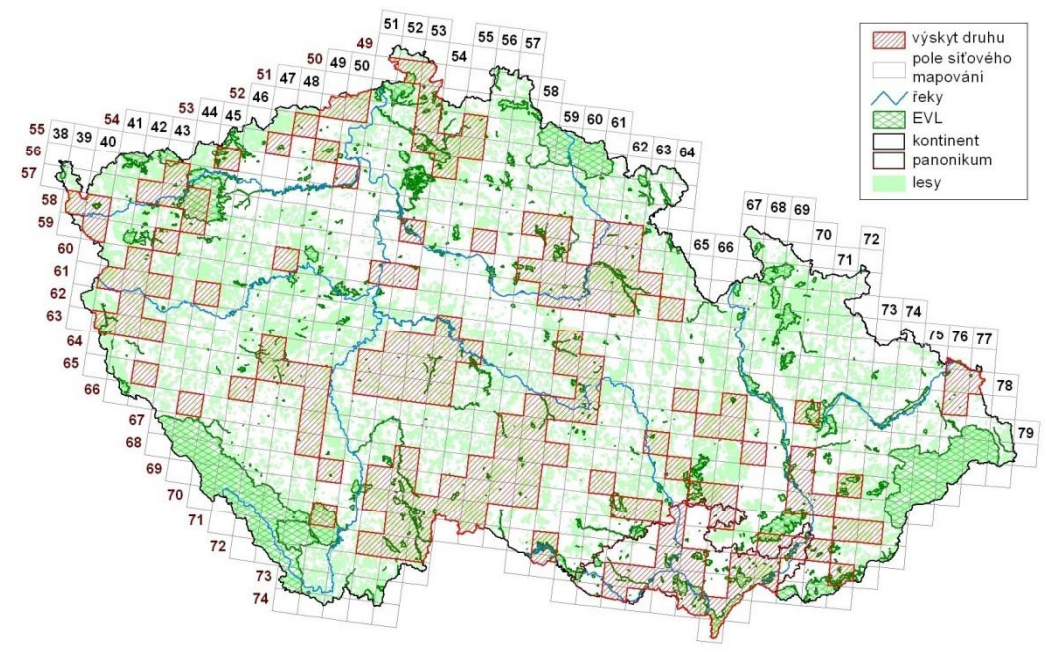 51 52 53
54
55 56 57
58
59 60 61
62 63 64
65 66
67 68 69
70
71
72
73 74
75 76 77
78
79
49
50 49 50
51 47 48
52 46
53 44 45
54 41 42 43
55 38 39 40
56
57
58
59
60
61
62
63
64
65
66
67
68
69
70
71
72
73
74
výskyt druhu
pole síťového
mapování
řeky
EVL
kontinent
panonikum
lesy